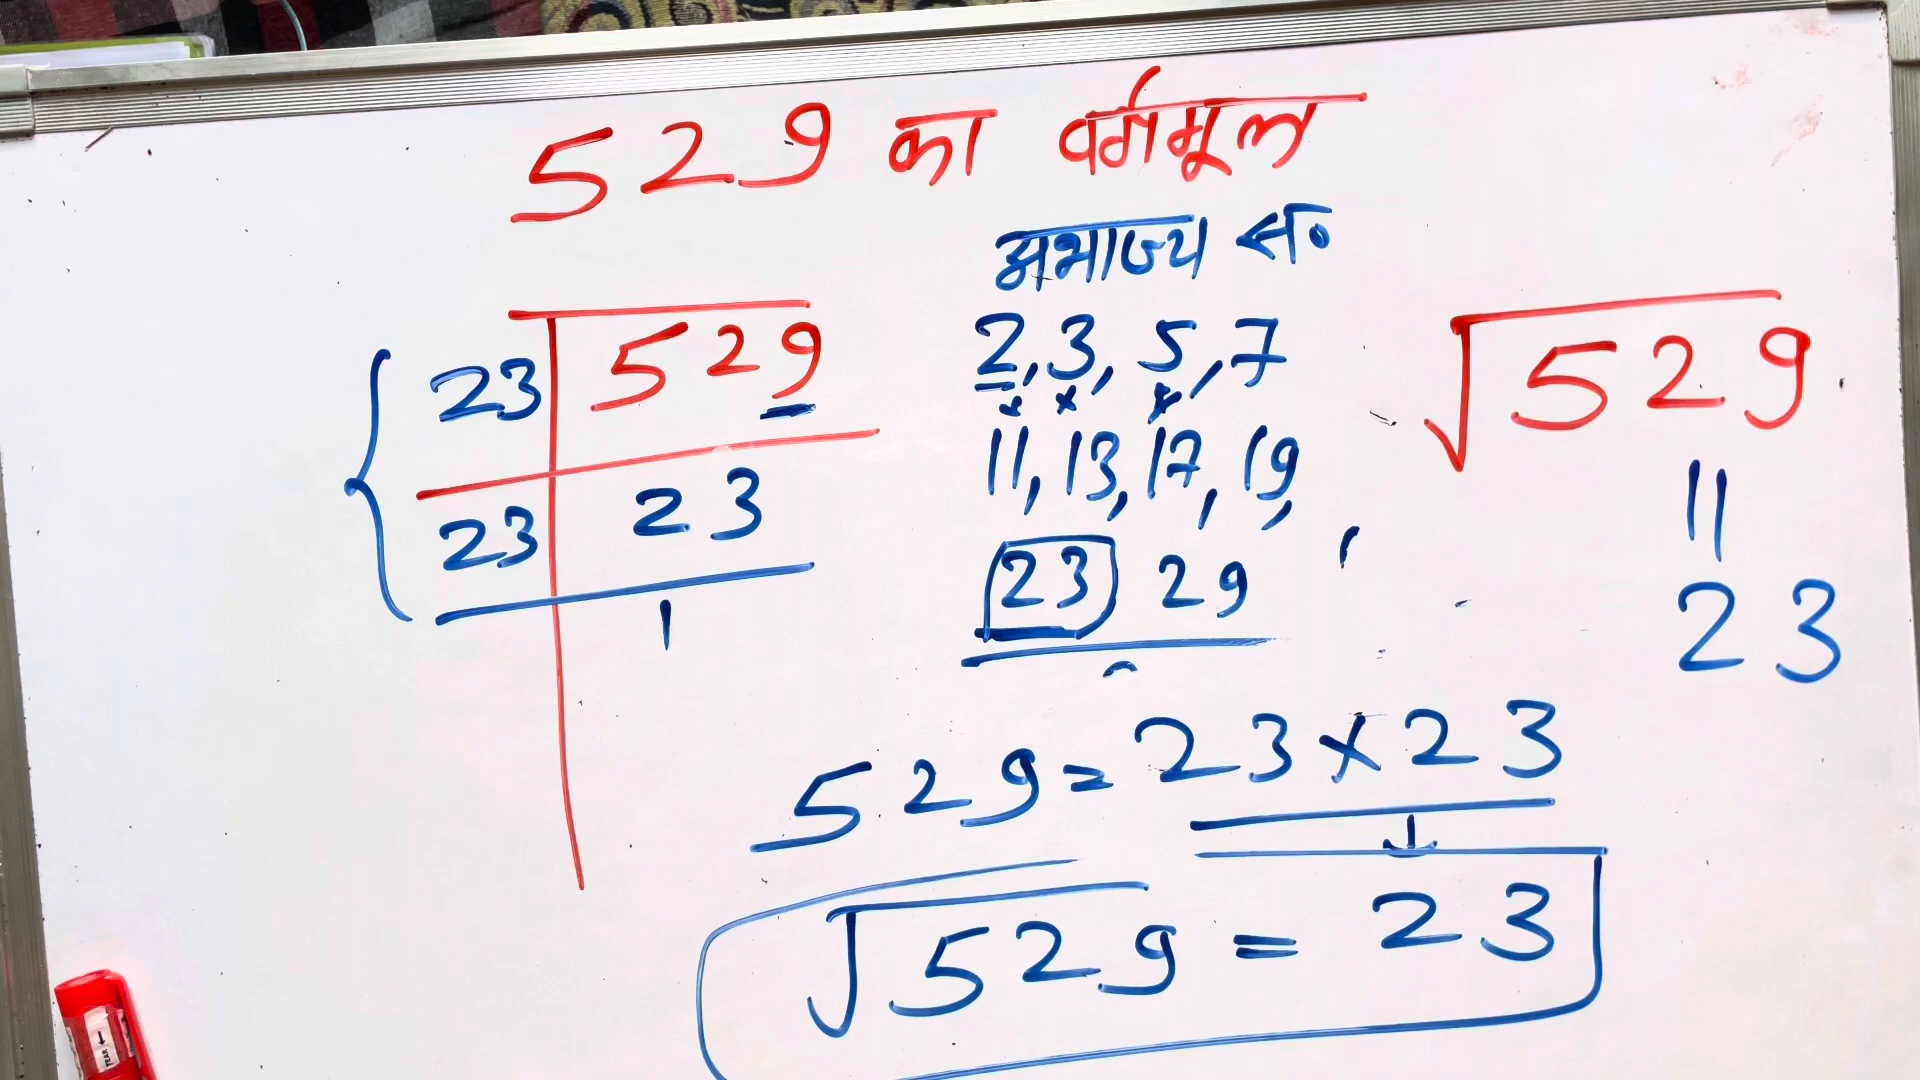 529 का वर्गमूल
23 529
23 23
1
अभाज्य सं०
2, 3, 5, 7
11, 13, 17, 19,
23 29
√529
॥
23
529 = 23 × 23
√529 = 23
TEAR